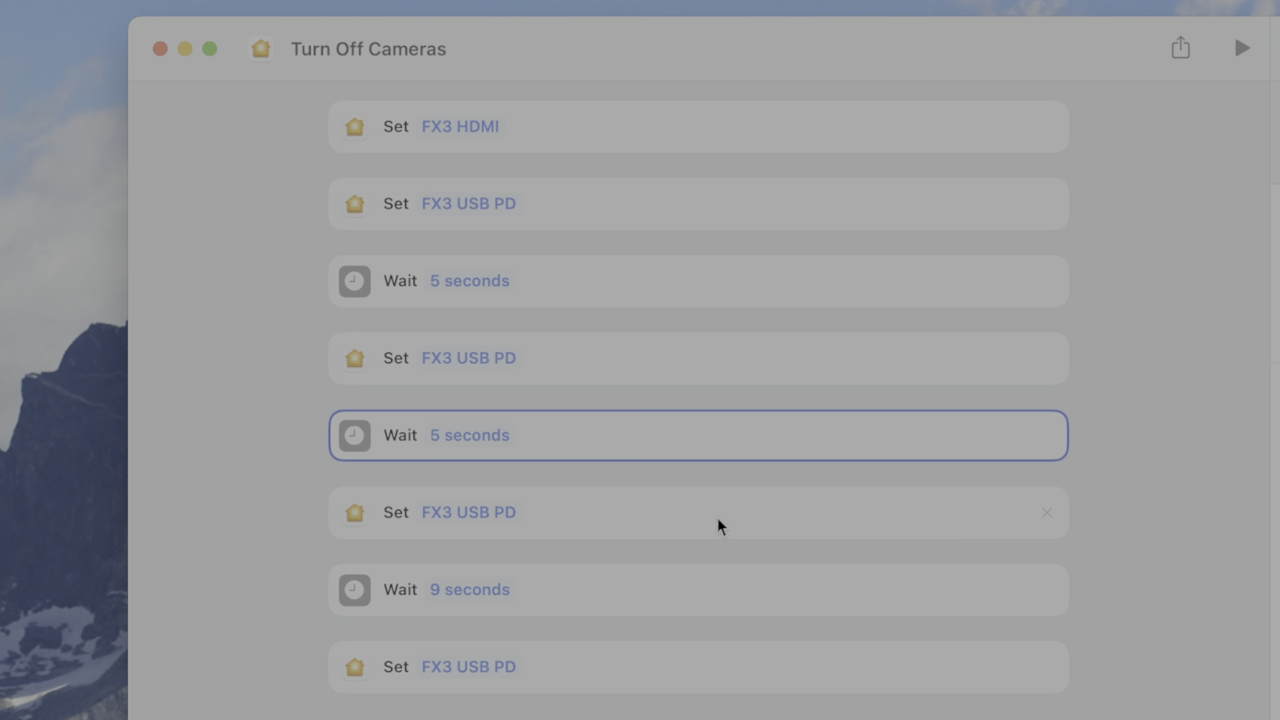 Turn Off Cameras
Set FX3 HDMI
Set FX3 USB PD
Wait 5 seconds
Set FX3 USB PD
Wait 5 seconds
Set FX3 USB PD
Wait 9 seconds
Set FX3 USB PD